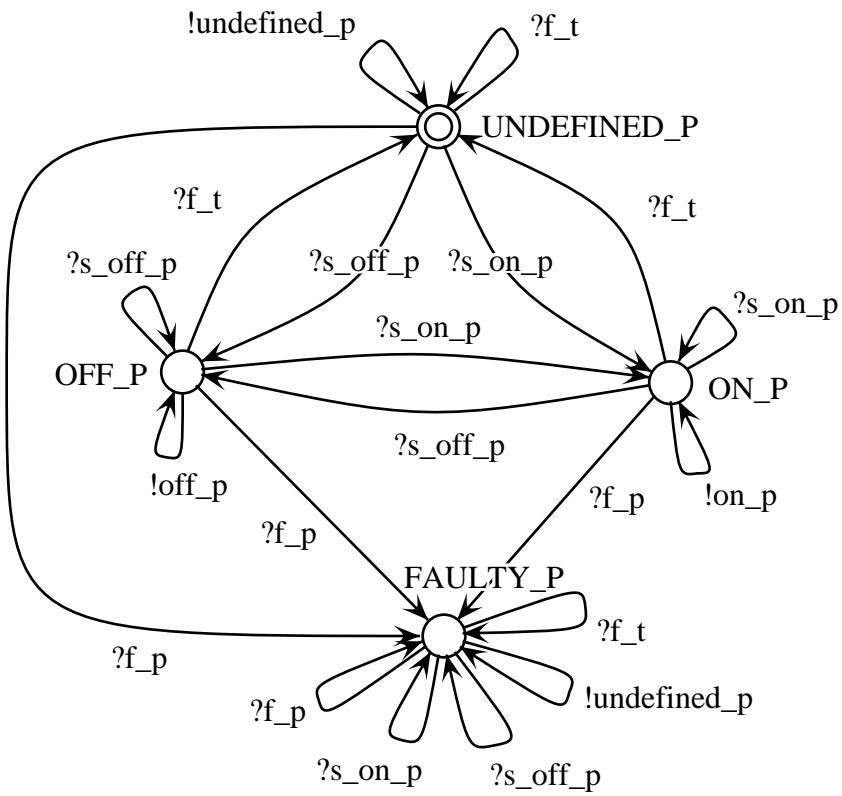 !undefined_p
?f_t
UNDEFINED_P
?f_t
?f_t
?s_off_p
?s_off_p
?s_on_p
?s_on_p
?s_on_p
OFF_P
ON_P
?s_off_p
!off_p
?f_p
!on_p
?f_p
FAULTY_P
?f_t
?f_p
?f_p
!undefined_p
?s_on_p
?s_off_p